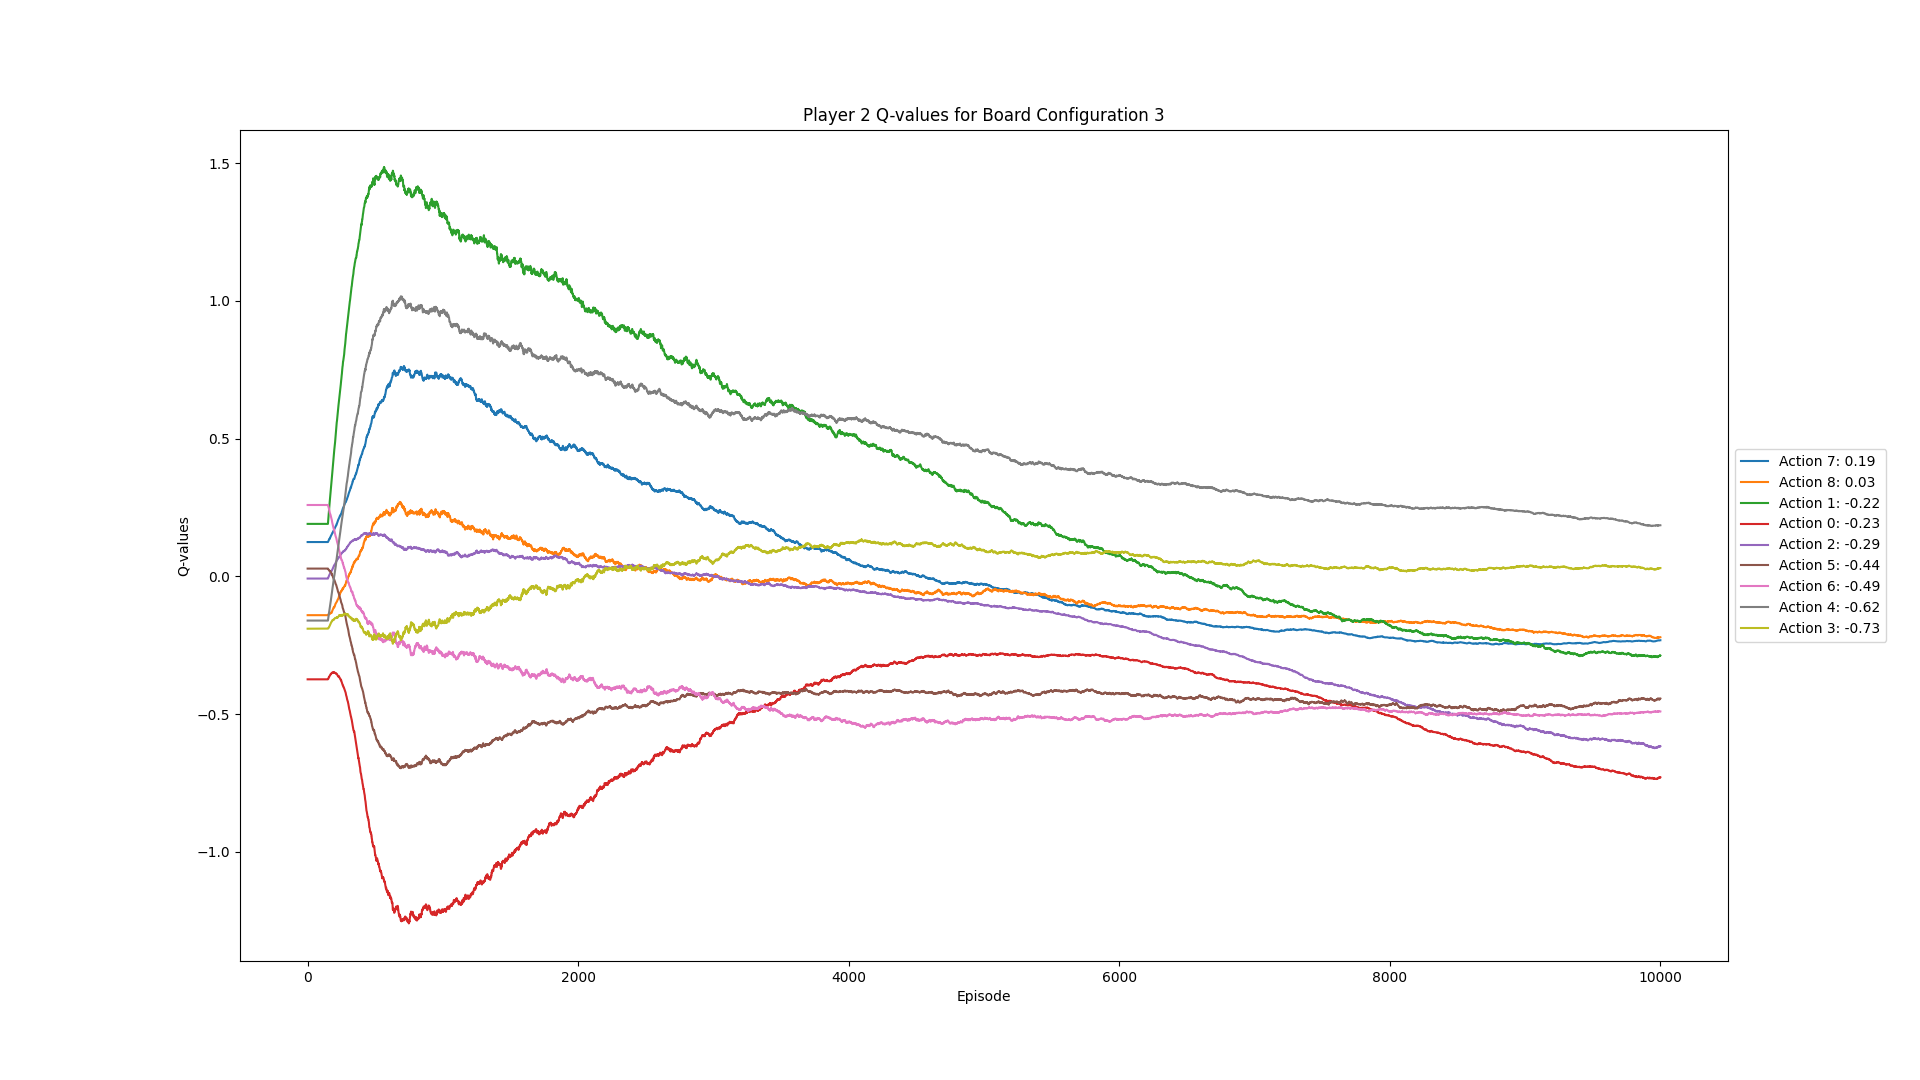 Player 2 Q-values for Board Configuration 3
1.5
1.0
0.5
0.0
−0.5
−1.0
Q-values
0 2000 4000 6000 8000 10000
Episode
Action 7: 0.19
Action 8: 0.03
Action 1: -0.22
Action 0: -0.23
Action 2: -0.29
Action 5: -0.44
Action 6: -0.49
Action 4: -0.62
Action 3: -0.73